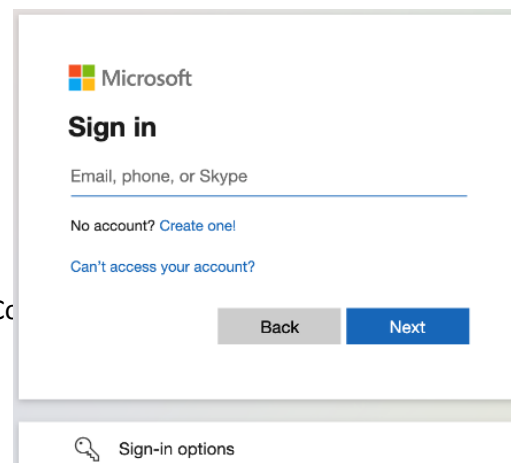 Microsoft
Sign in
Email, phone, or Skype
No account? Create one!
Can't access your account?
Back Next
Sign-in options